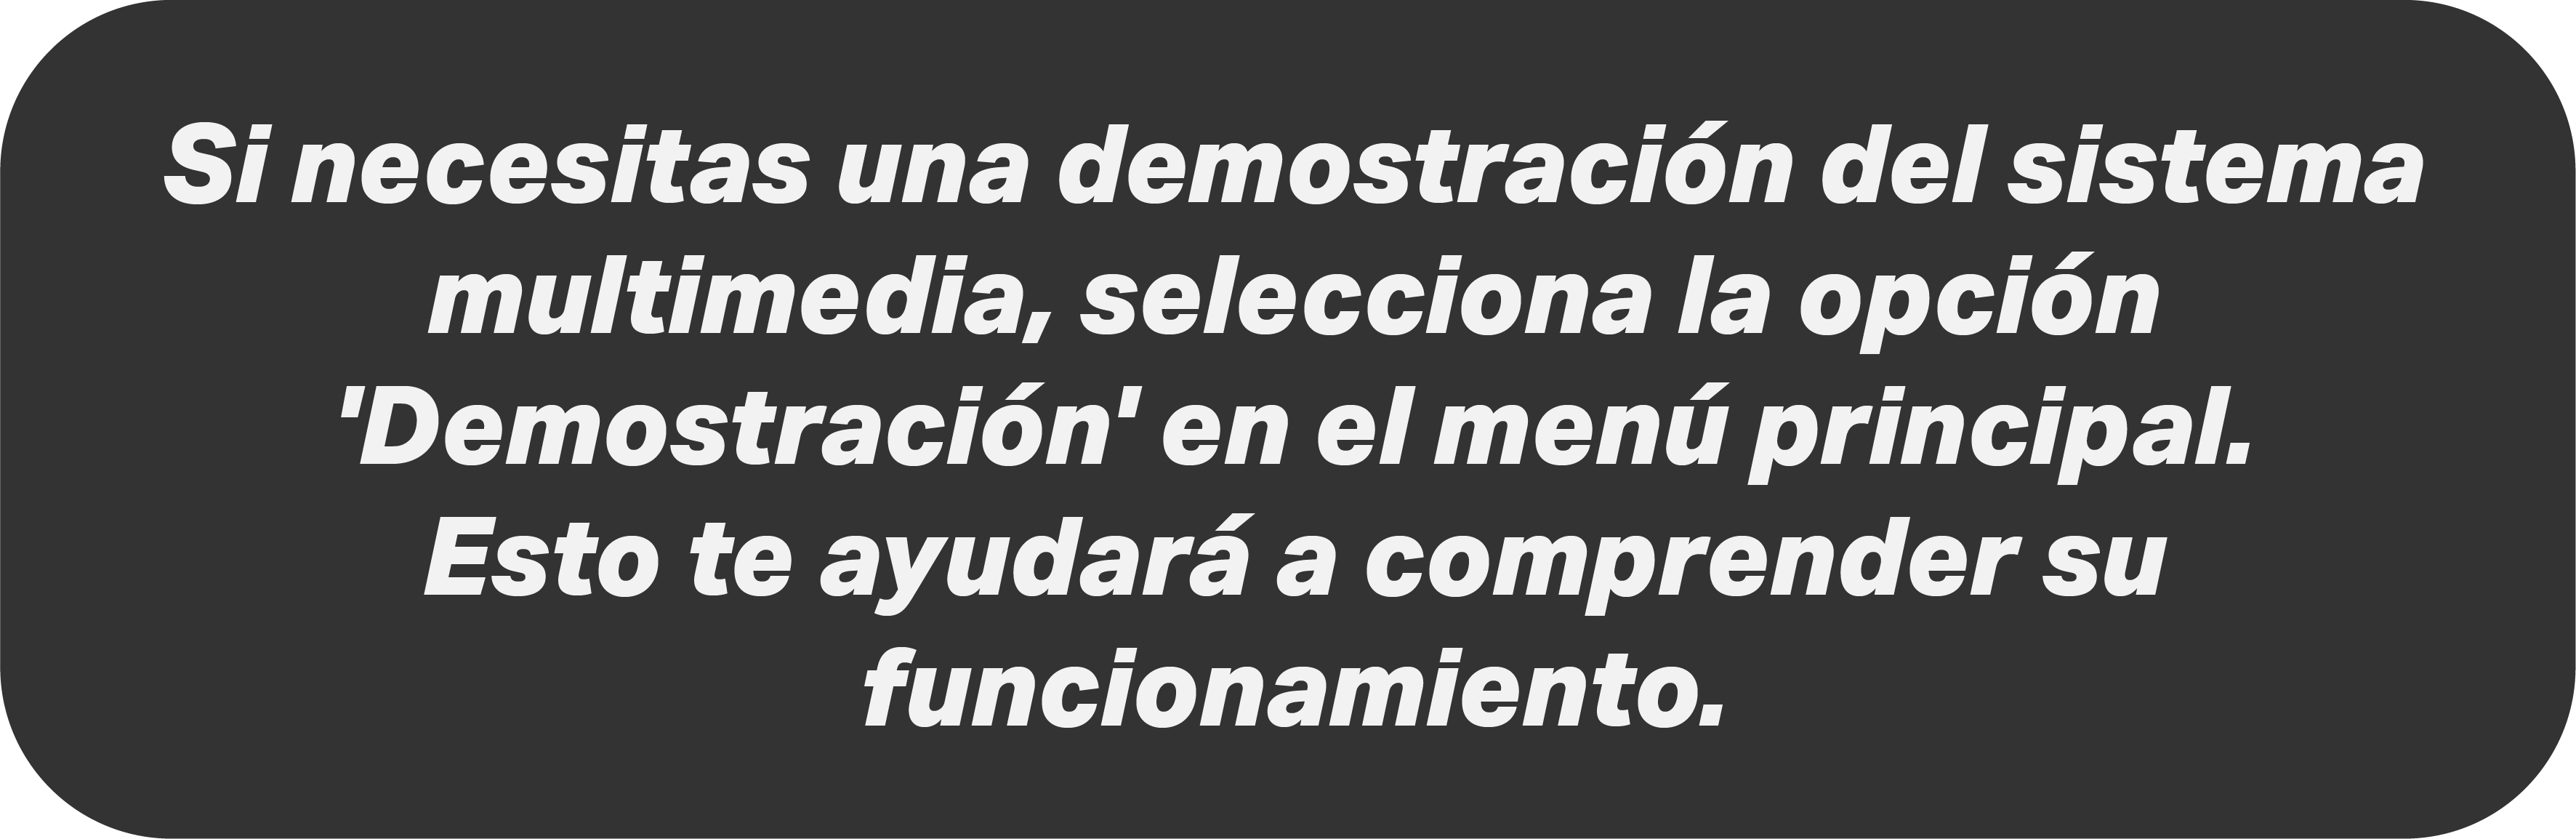 Si necesitas una demostración del sistema
multimedia, selecciona la opción
'Demostración' en el menú principal.
Esto te ayudará a comprender su
funcionamiento.